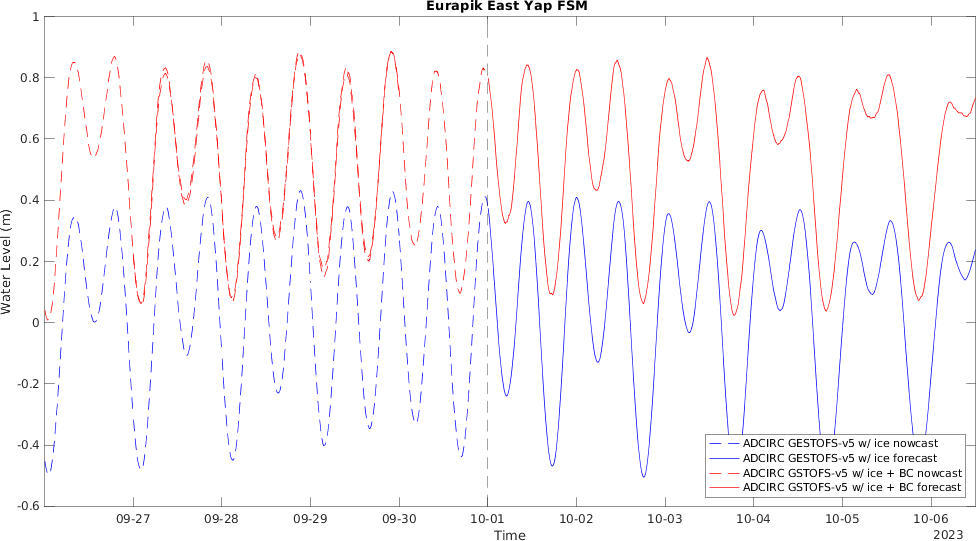 Eurapik East Yap FSM
1
0.8
0.6
0.4
0.2
0
-0.2
-0.4
-0.6
Water Level (m)
ADCIRC GESTOFS-v5 w/ ice nowcast
ADCIRC GESTOFS-v5 w/ ice forecast
ADCIRC GSTOFS-v5 w/ ice + BC nowcast
ADCIRC GSTOFS-v5 w/ ice + BC forecast
09-27 09-28 09-29 09-30 10-01 10-02 10-03 10-04 10-05 10-06
Time
2023